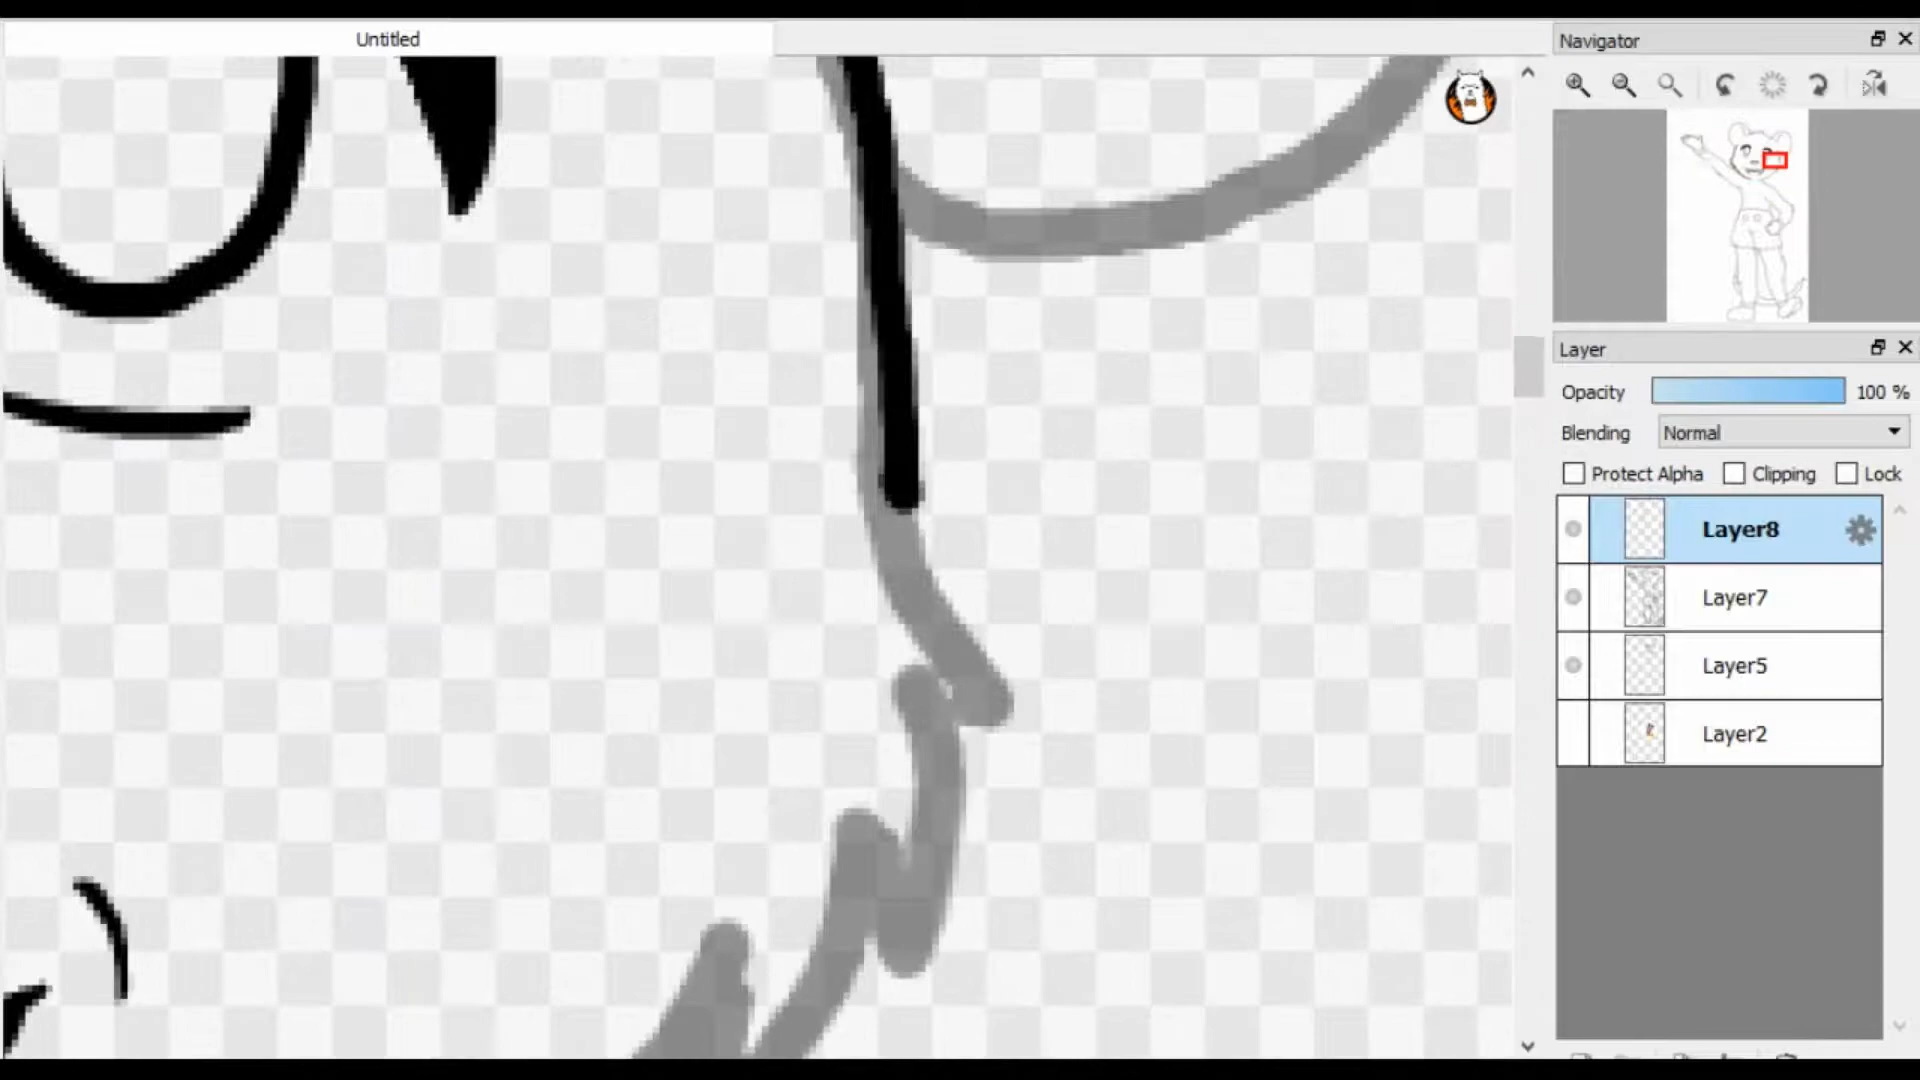 Untitled
Navigator
Layer
Opacity 100 %
Blending Normal
Protect Alpha Clipping Lock
Layer8
Layer7
Layer5
Layer2